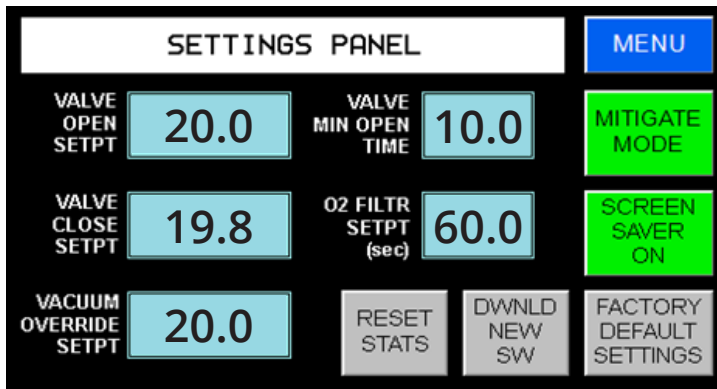 SETTINGS PANEL
MENU
VALVE
OPEN
SETPT
20.0
VALVE
MIN OPEN
TIME
10.0
MITIGATE
MODE
VALVE
CLOSE
SETPT
19.8
O2 FILTR
SETPT
(sec)
60.0
SCREEN
SAVER
ON
VACUUM
OVERRIDE
SETPT
20.0
RESET
STATS
DWNLD
NEW
SW
FACTORY
DEFAULT
SETTINGS